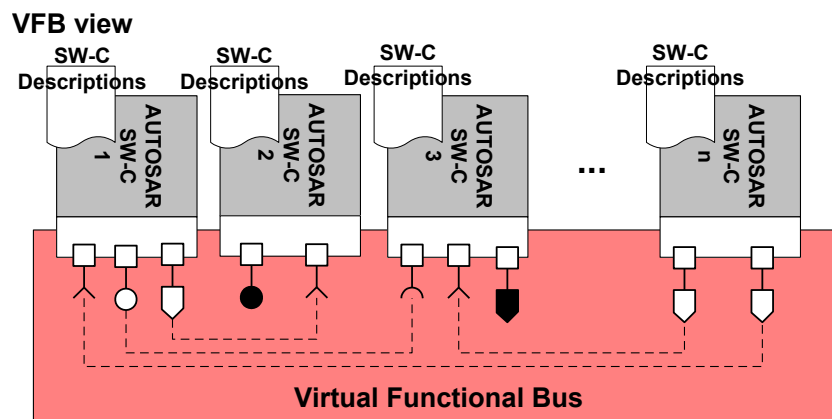 VFB view
SW-C
Descriptions
SW-C
Descriptions
SW-C
Descriptions
SW-C
Descriptions
AUTOSAR
SW-C
1
AUTOSAR
SW-C
2
AUTOSAR
SW-C
3
...
AUTOSAR
SW-C
n
Virtual Functional Bus